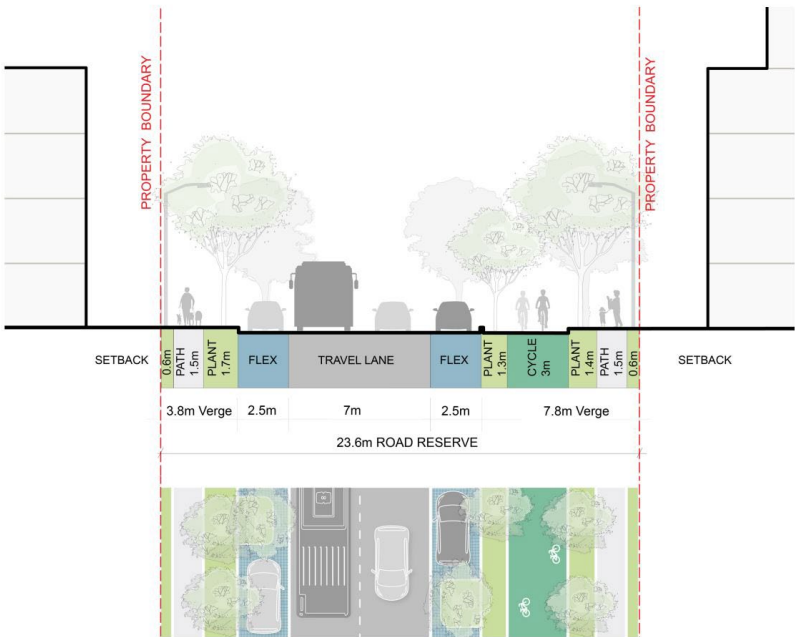 PROPERTY BOUNDARY
PROPERTY BOUNDARY
SETBACK
0.6m
PATH
1.5m
PLANT
1.7m
FLEX
TRAVEL LANE
FLEX
PLANT
1.3m
CYCLE
3m
PLANT
1.4m
PATH
1.5m
0.6m
SETBACK
3.8m Verge
2.5m
7m
2.5m
7.8m Verge
23.6m ROAD RESERVE